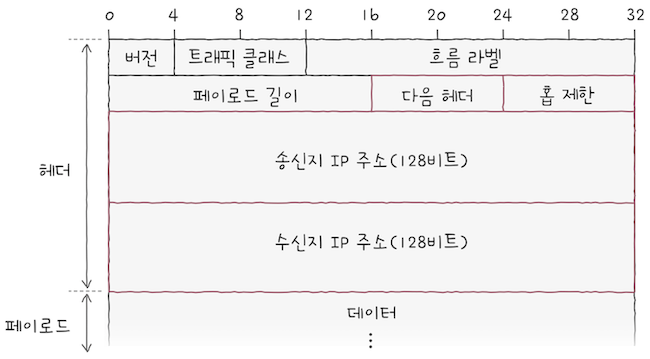 0 4 8 12 16 20 24 28 32
버전 트래픽 클래스 흐름 라벨
페이로드 길이 다음 헤더 홉 제한
송신지 IP 주소(128비트)
헤더
수신지 IP 주소(128비트)
데이터
페이로드